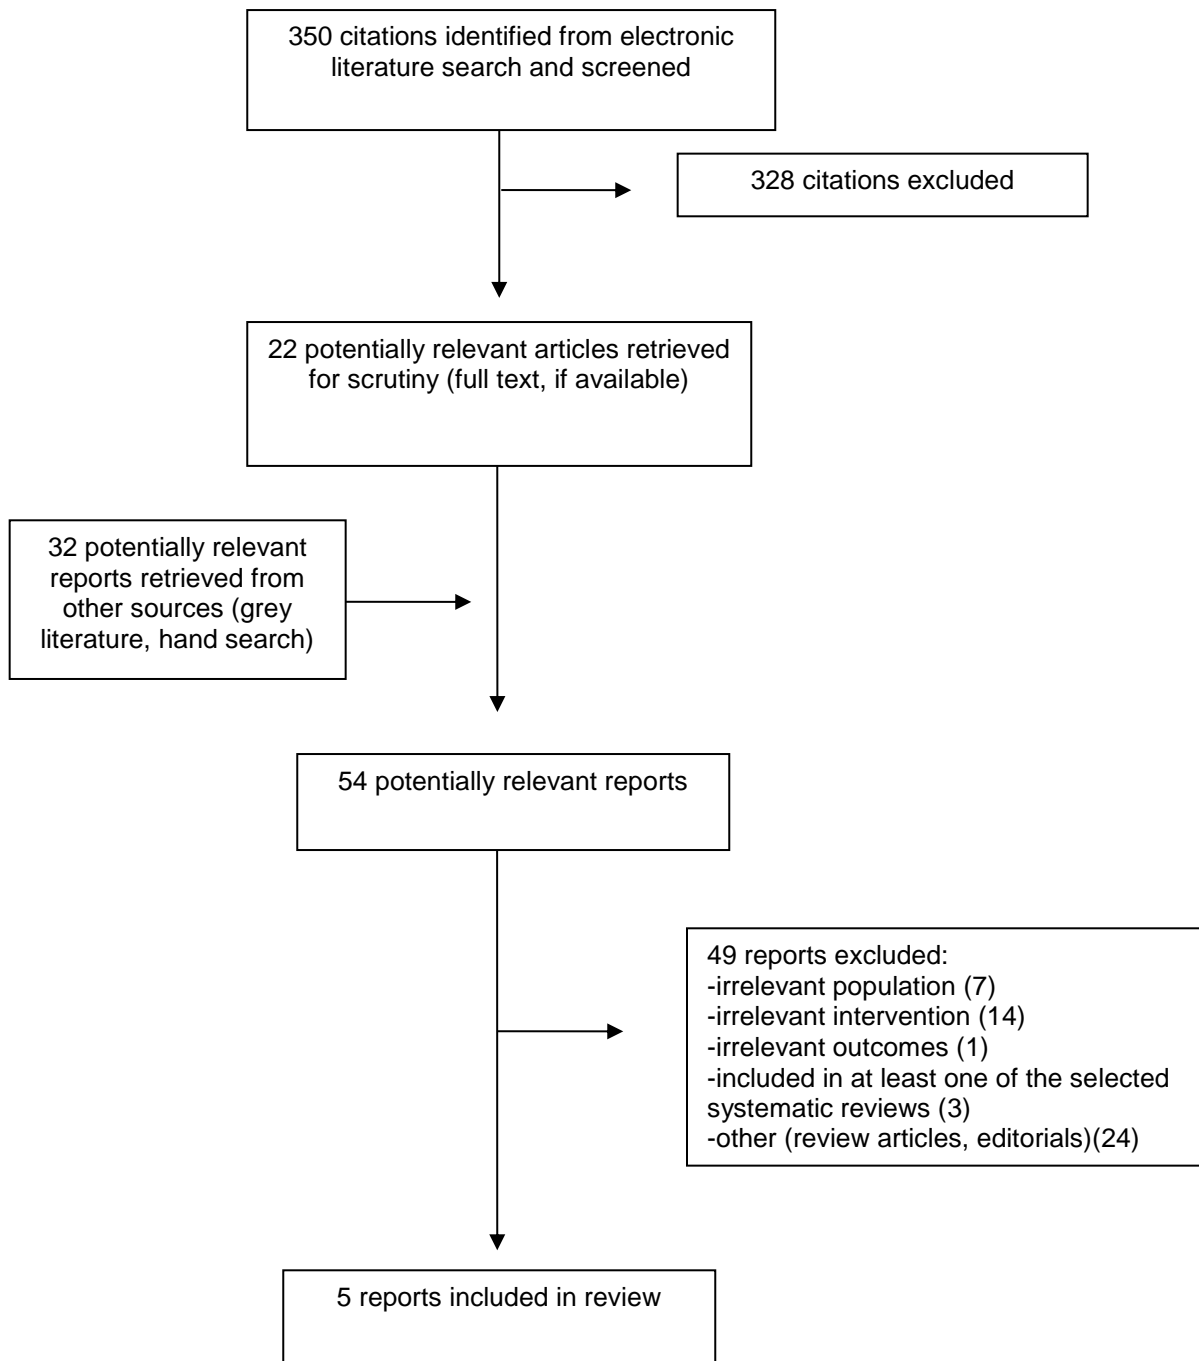 350 citations identified from electronic
literature search and screened
328 citations excluded
22 potentially relevant articles retrieved
for scrutiny (full text, if available)
32 potentially relevant
reports retrieved from
other sources (grey
literature, hand search)
54 potentially relevant reports
49 reports excluded:
-irrelevant population (7)
-irrelevant intervention (14)
-irrelevant outcomes (1)
-included in at least one of the selected
systematic reviews (3)
-other (review articles, editorials)(24)
5 reports included in review